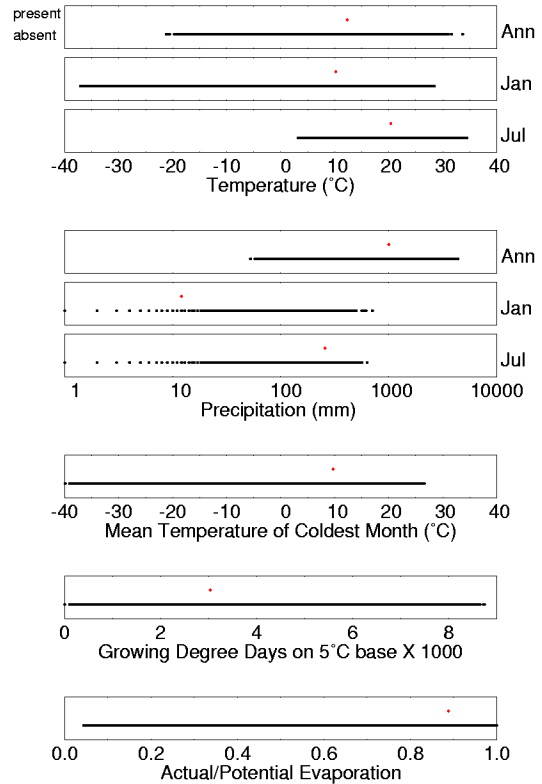 present
absent
Ann
Jan
Jul
-40 -20 -10 0 10 20 30 40
Temperature (˚C)
Ann
Jan
Jul
1 10 100 1000 10000
Precipitation (mm)
-40 -30 -20 -10 0 10 20 30 40
Mean Temperature of Coldest Month (˚C)
0 2 4 6 8
Growing Degree Days on 5˚C base X 1000
0.0 0.2 0.4 0.6 0.8 1.0
Actual/Potential Evaporation